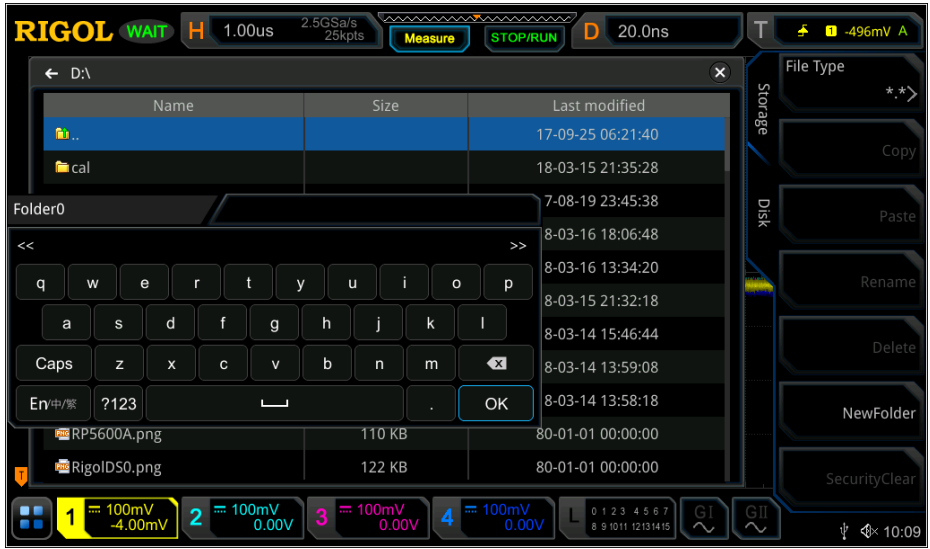 RIGOL WAIT H 1.00us 2.5GSa/s 25kpts Measure STOP/RUN D 20.0ns T 1 -496mV A
← D:\
File Type
*.*>
Storage
Name Size Last modified
.. 17-09-25 06:21:40
cal 18-03-15 21:35:28
Copy
7-08-19 23:45:38
Disk
Paste
Folder0
8-03-16 18:06:48
<< >>
8-03-16 13:34:20
Rename
q w e r t y u i o p
8-03-15 21:32:18
a s d f g h j k l
8-03-14 15:46:44
Delete
Caps z x c v b n m
8-03-14 13:59:08
En/中/繁 ?123 . OK
8-03-14 13:58:18
NewFolder
RP5600A.png 110 KB 80-01-01 00:00:00
RigolDS0.png 122 KB 80-01-01 00:00:00
T
SecurityClear
1 100mV -4.00mV
2 100mV 0.00V
3 100mV 0.00V
4 100mV 0.00V
L 0 1 2 3 4 5 6 7
8 9 10 11 12 13 14 15
GI GII
10:09